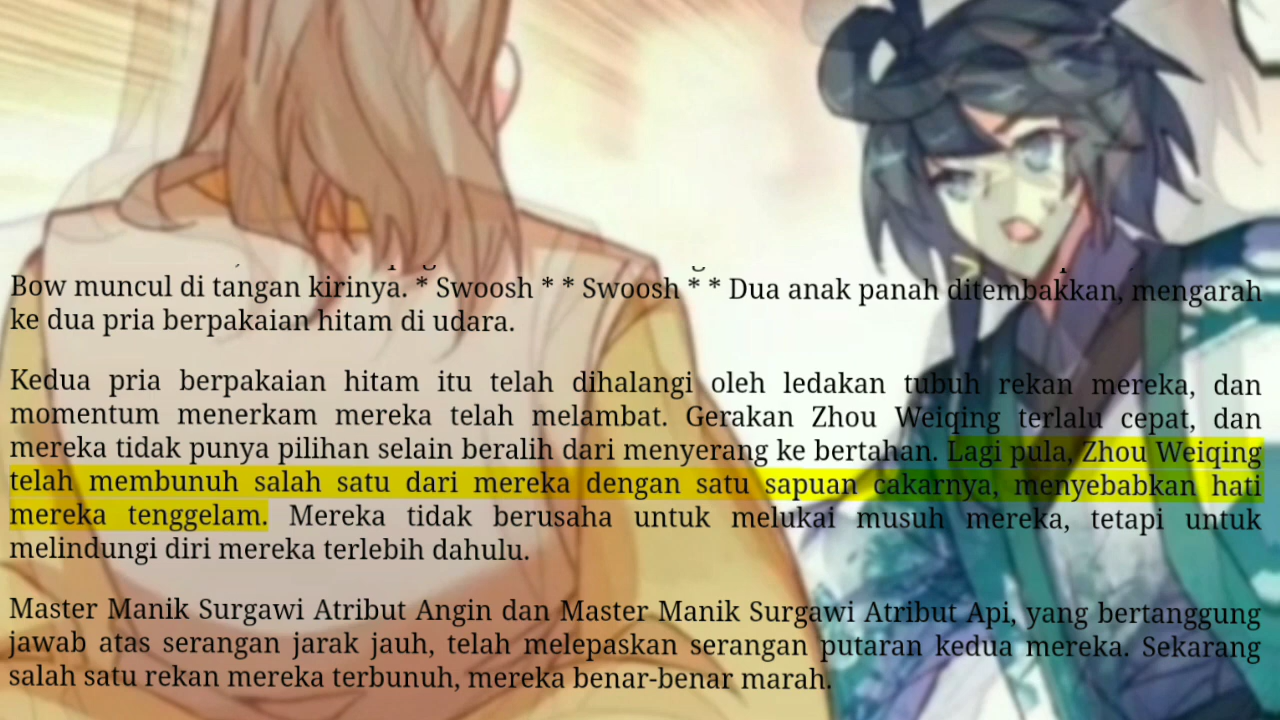 Bow muncul di tangan kirinya. * Swoosh * * Swoosh * * Dua anak panah ditembakkan, mengarah
ke dua pria berpakaian hitam di udara.
Kedua pria berpakaian hitam itu telah dihalangi oleh ledakan tubuh rekan mereka, dan
momentum menerkam mereka telah melambat. Gerakan Zhou Weiqing terlalu cepat, dan
mereka tidak punya pilihan selain beralih dari menyerang ke bertahan. Lagi pula, Zhou Weiqing
telah membunuh salah satu dari mereka dengan satu sapuan cakarnya, menyebabkan hati
mereka tenggelam. Mereka tidak berusaha untuk melukai musuh mereka, tetapi untuk
melindungi diri mereka terlebih dahulu.
Master Manik Surgawi Atribut Angin dan Master Manik Surgawi Atribut Api, yang bertanggung
jawab atas serangan jarak jauh, telah melepaskan serangan putaran kedua mereka. Sekarang
salah satu rekan mereka terbunuh, mereka benar-benar marah.